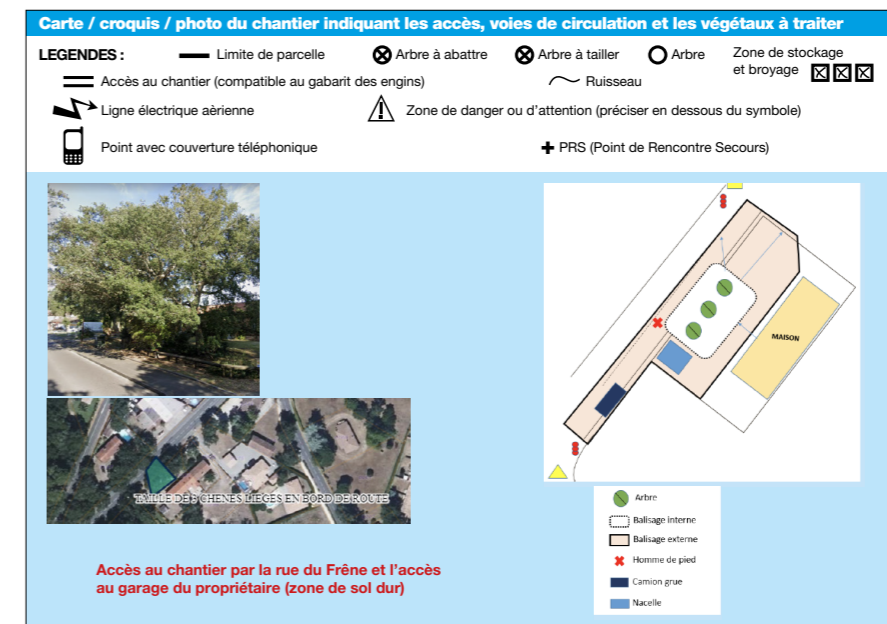 Carte / croquis / photo du chantier indiquant les accès, voies de circulation et les végétaux à traiter
LEGENDES :
Limite de parcelle
Arbre à abattre
Arbre à tailler
Arbre
Zone de stockage
et broyage
Accès au chantier (compatible au gabarit des engins)
Ruisseau
Ligne électrique aèrienne
Zone de danger ou d'attention (préciser en dessous du symbole)
Point avec couverture téléphonique
PRS (Point de Rencontre Secours)
MAISON
TAILLE DES CHENES LIEGES EN BORD DE ROUTE
Arbre
Balisage interne
Balisage externe
Homme de pied
Camion grue
Nacelle
Accès au chantier par la rue du Frêne et l'accès
au garage du propriétaire (zone de sol dur)